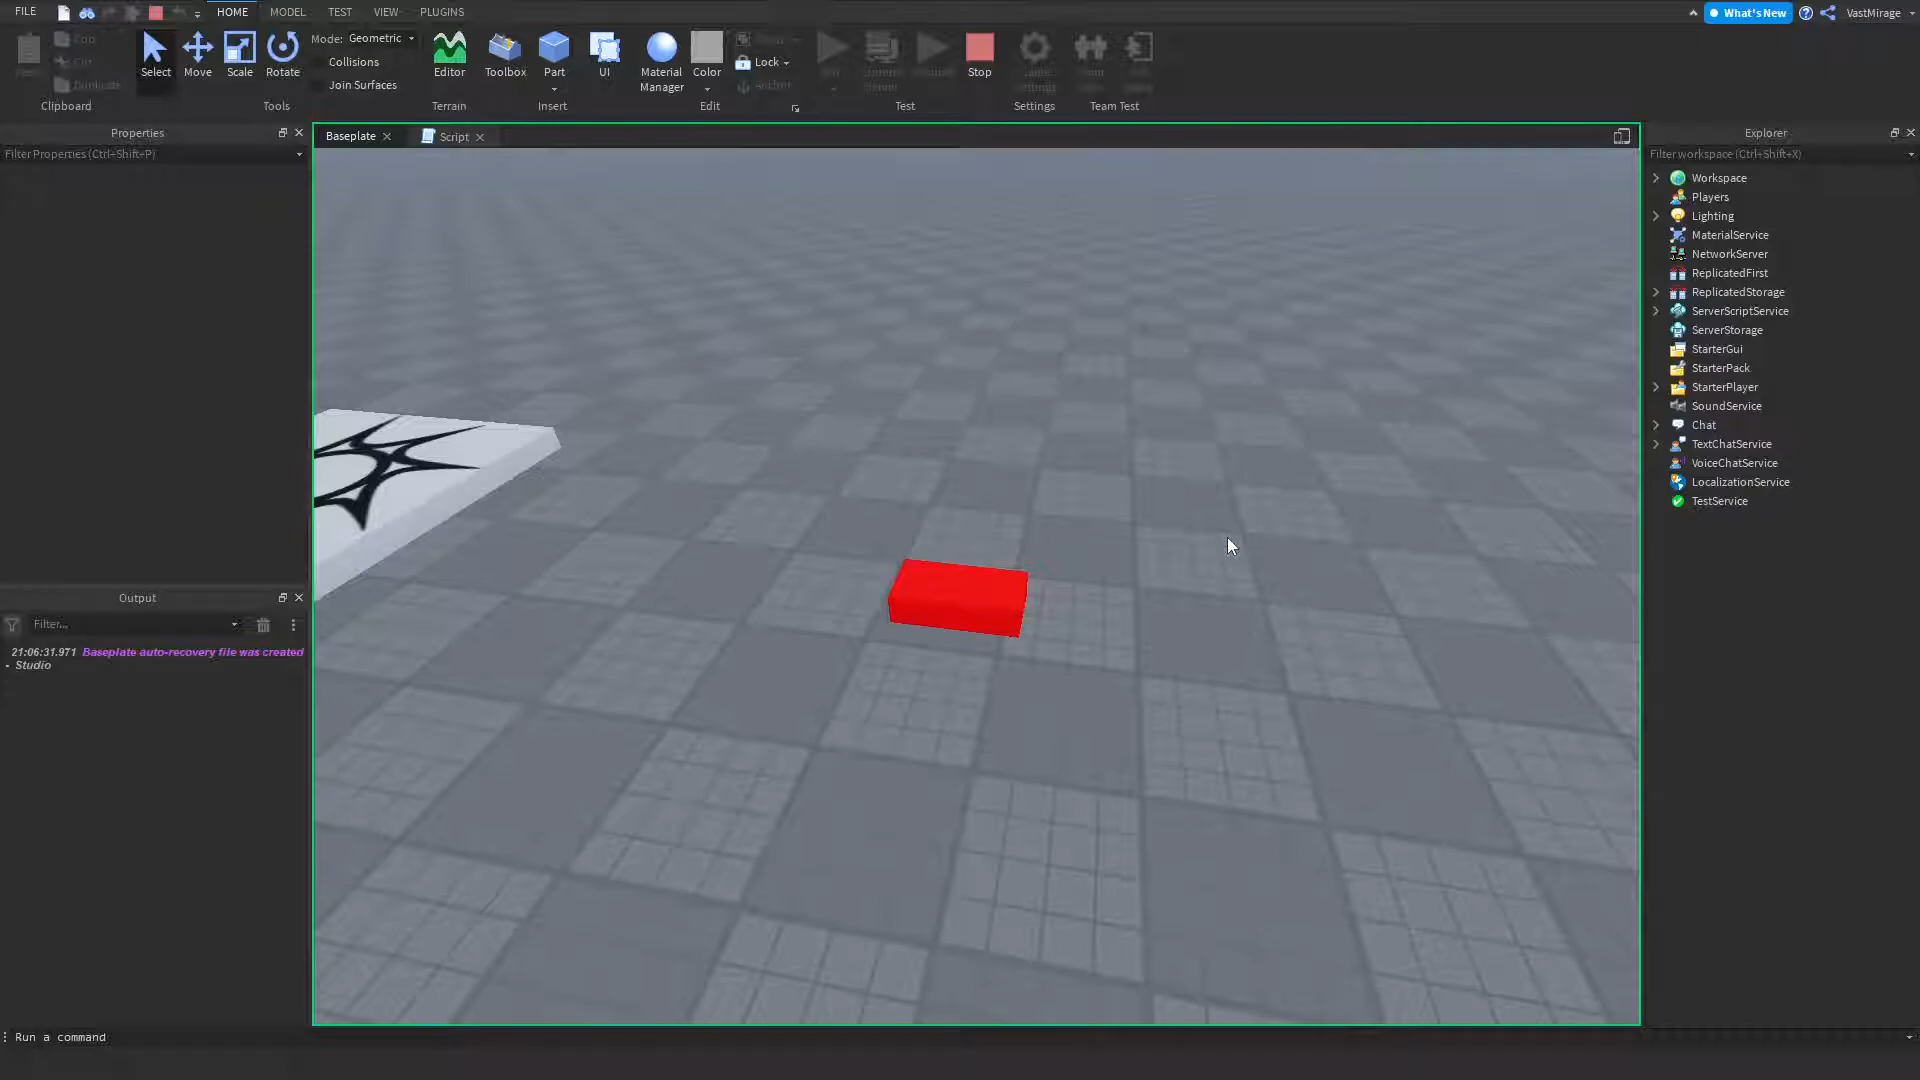 FILE
HOME
MODEL
TEST
VIEW
PLUGINS
What's New
VastMirage
Mode: Geometric
Collisions
Join Surfaces
Duplicate
Select
Move
Scale
Rotate
Editor
Toolbox
Part
UI
Material
Manager
Color
Lock
Anchor
Stop
Clipboard
Tools
Terrain
Insert
Edit
Test
Settings
Team Test
Properties
Filter Properties (Ctrl+Shift+P)
Baseplate
Script
Explorer
Filter workspace (Ctrl+Shift+X)
Workspace
Players
Lighting
MaterialService
NetworkServer
ReplicatedFirst
ReplicatedStorage
ServerScriptService
ServerStorage
StarterGui
StarterPack
StarterPlayer
SoundService
Chat
TextChatService
VoiceChatService
LocalizationService
TestService
Output
Filter...
21:06:31.971 Baseplate auto-recovery file was created
- Studio
Run a command